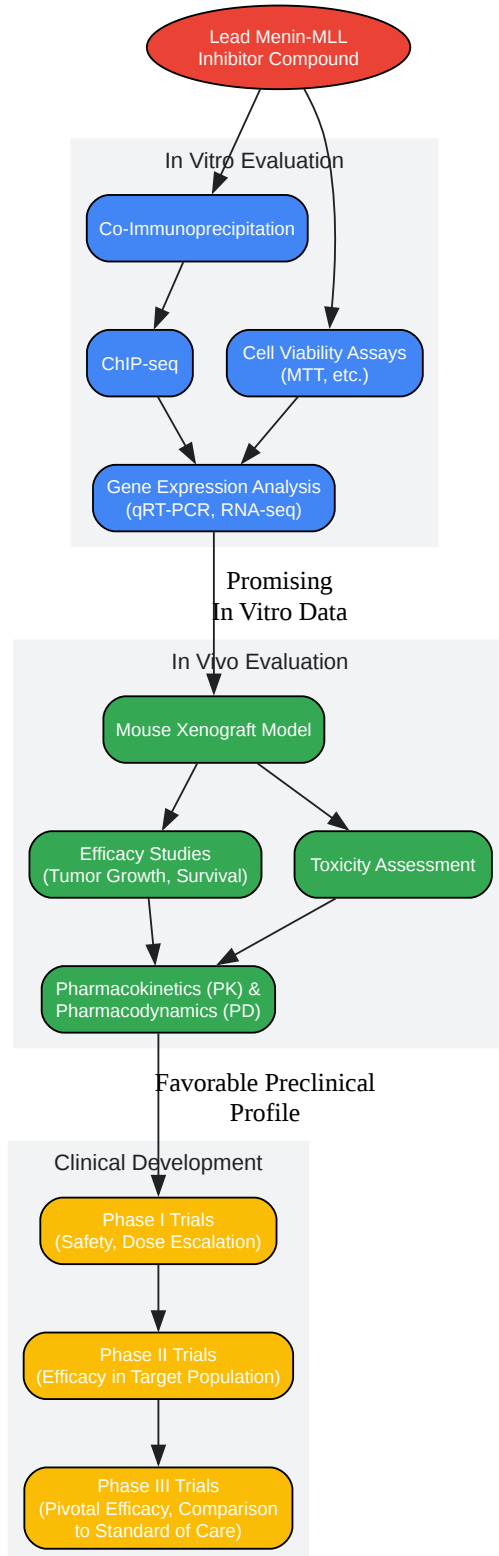 Lead Menin-MLL
Inhibitor Compound
In Vitro Evaluation
Co-Immunoprecipitation
ChIP-seq
Cell Viability Assays
(MTT, etc.)
Gene Expression Analysis
(qRT-PCR, RNA-seq)
Promising
In Vitro Data
In Vivo Evaluation
Mouse Xenograft Model
Efficacy Studies
(Tumor Growth, Survival)
Toxicity Assessment
Pharmacokinetics (PK) &
Pharmacodynamics (PD)
Favorable Preclinical
Profile
Clinical Development
Phase I Trials
(Safety, Dose Escalation)
Phase II Trials
(Efficacy in Target Population)
Phase III Trials
(Pivotal Efficacy, Comparison
to Standard of Care)